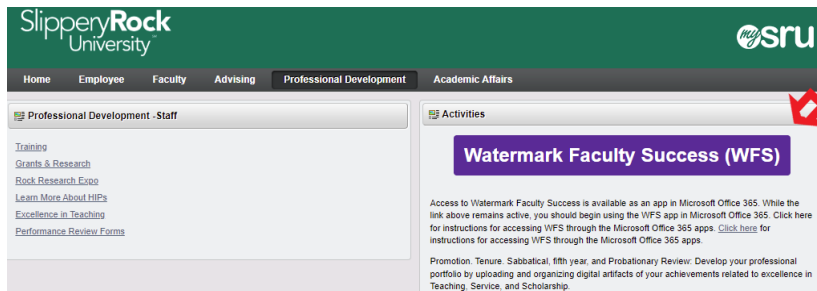 SlipperyRock
University
mysru
Home Employee Faculty Advising Professional Development Academic Affairs
Professional Development -Staff
Training
Grants & Research
Rock Research Expo
Learn More About HIPs
Excellence in Teaching
Performance Review Forms
Activities
Watermark Faculty Success (WFS)
Access to Watermark Faculty Success is available as an app in Microsoft Office 365. While the
link above remains active, you should begin using the WFS app in Microsoft Office 365. Click here
for instructions for accessing WFS through the Microsoft Office 365 apps. Click here for
instructions for accessing WFS through the Microsoft Office 365 apps.
Promotion. Tenure. Sabbatical, fifth year, and Probationary Review: Develop your professional
portfolio by uploading and organizing digital artifacts of your achievements related to excellence in
Teaching, Service, and Scholarship.